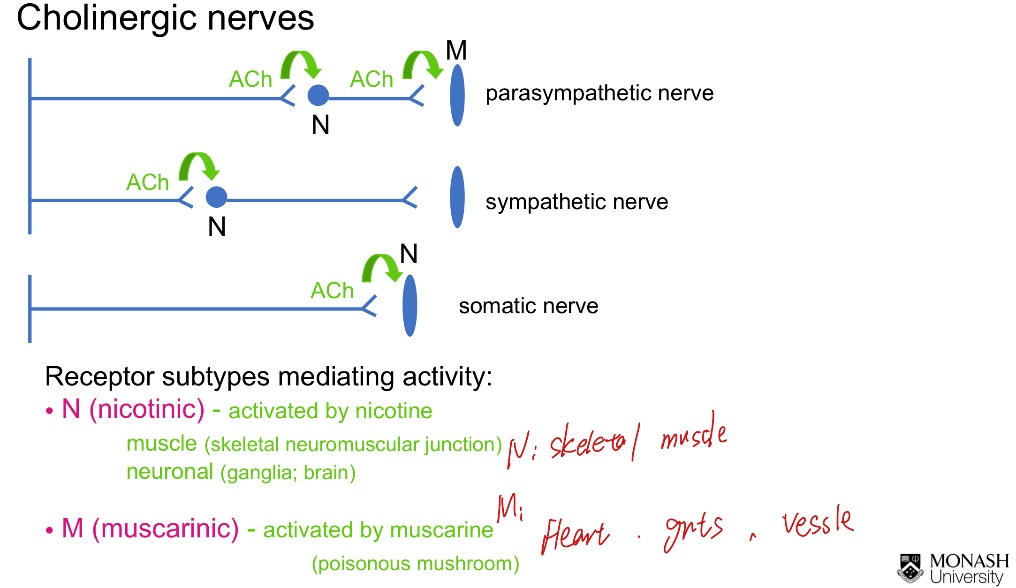 Cholinergic nerves
M
ACh ACh
parasympathetic nerve
N
ACh
sympathetic nerve
N
N
ACh
somatic nerve
Receptor subtypes mediating activity:
• N (nicotinic) - activated by nicotine
muscle (skeletal neuromuscular junction) N: skeletal muscle
neuronal (ganglia; brain)
M:
• M (muscarinic) - activated by muscarine Heart . guts , vessle
(poisonous mushroom)
MONASH
University